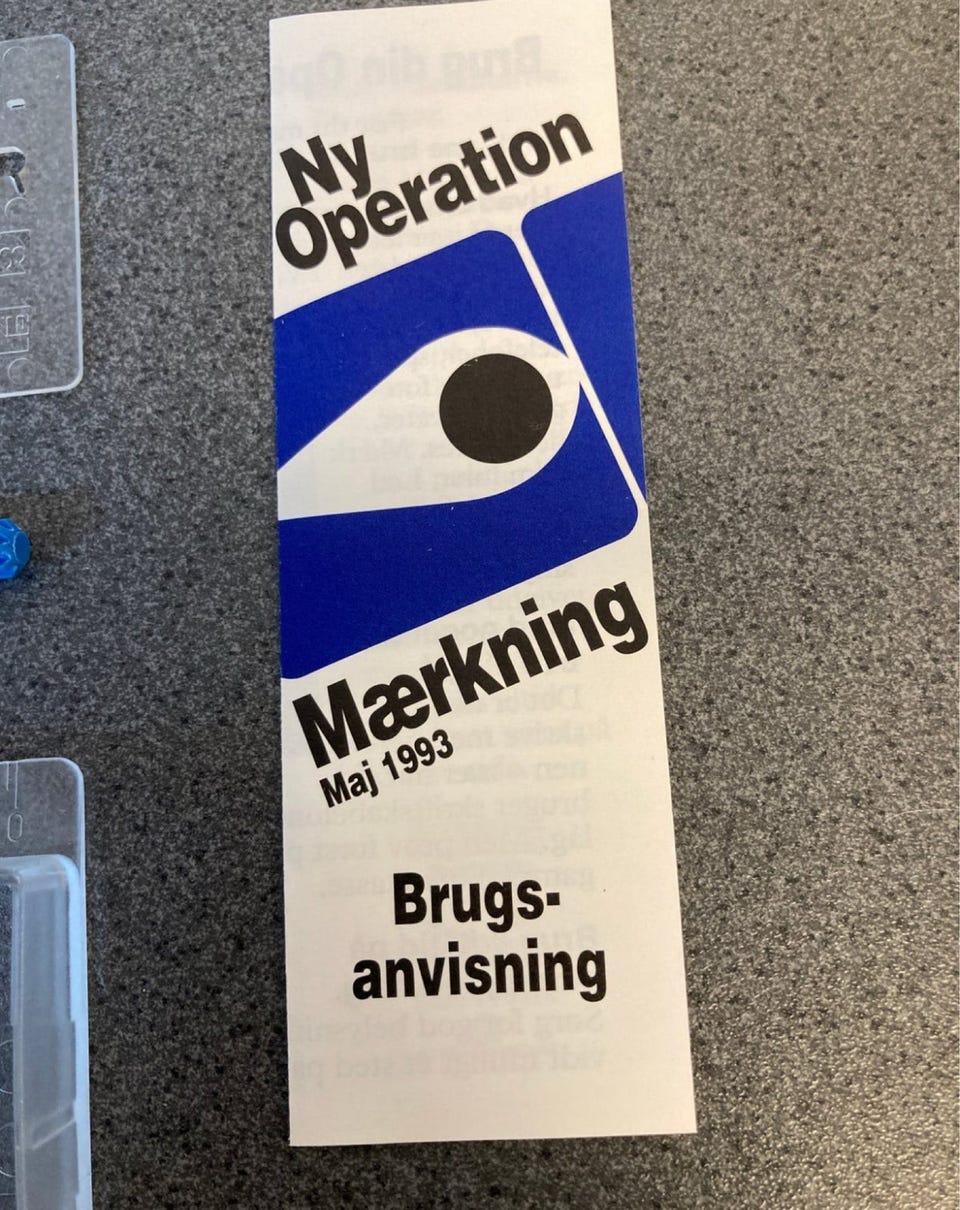 Ny
Operation
Mærkning
Maj 1993
Brugs-
anvisning